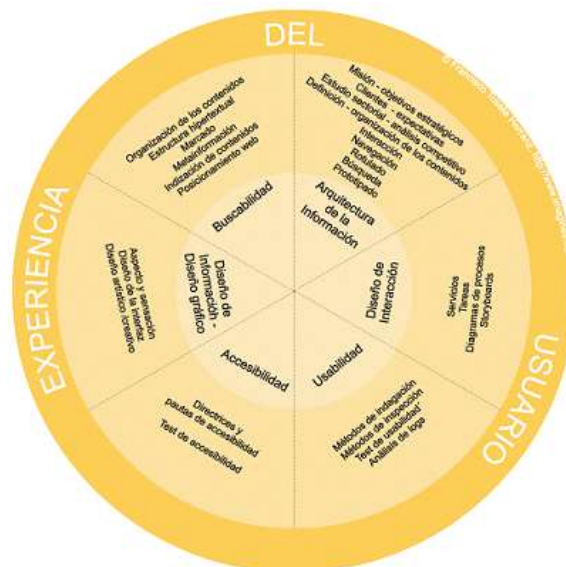 EXPERIENCIA
DEL
USUARIO
Organización de los contenidos
Estructura hipertextual
Marcado
Metainformación
Indización de contenidos
Posicionamiento web
Buscabilidad
Misión - objetivos estratégicos
Clientes - expectativas
Estudio sectorial - análisis competitivo
Definición - organización de los contenidos
Interacción
Navegación
Rotulado
Búsqueda
Prototipado
Arquitectura
de la
Información
Servicios
Tareas
Diagramas de procesos
Storyboards
Diseño de
Interacción
Métodos de indagación
Métodos de inspección
Test de usabilidad
Análisis de logs
Usabilidad
Directrices y
pautas de accesibilidad
Test de accesibilidad
Accesibilidad
Aspecto y sensación
Diseño de la interfaz
Diseño artístico /creativo
Diseño de
Información -
Diseño gráfico